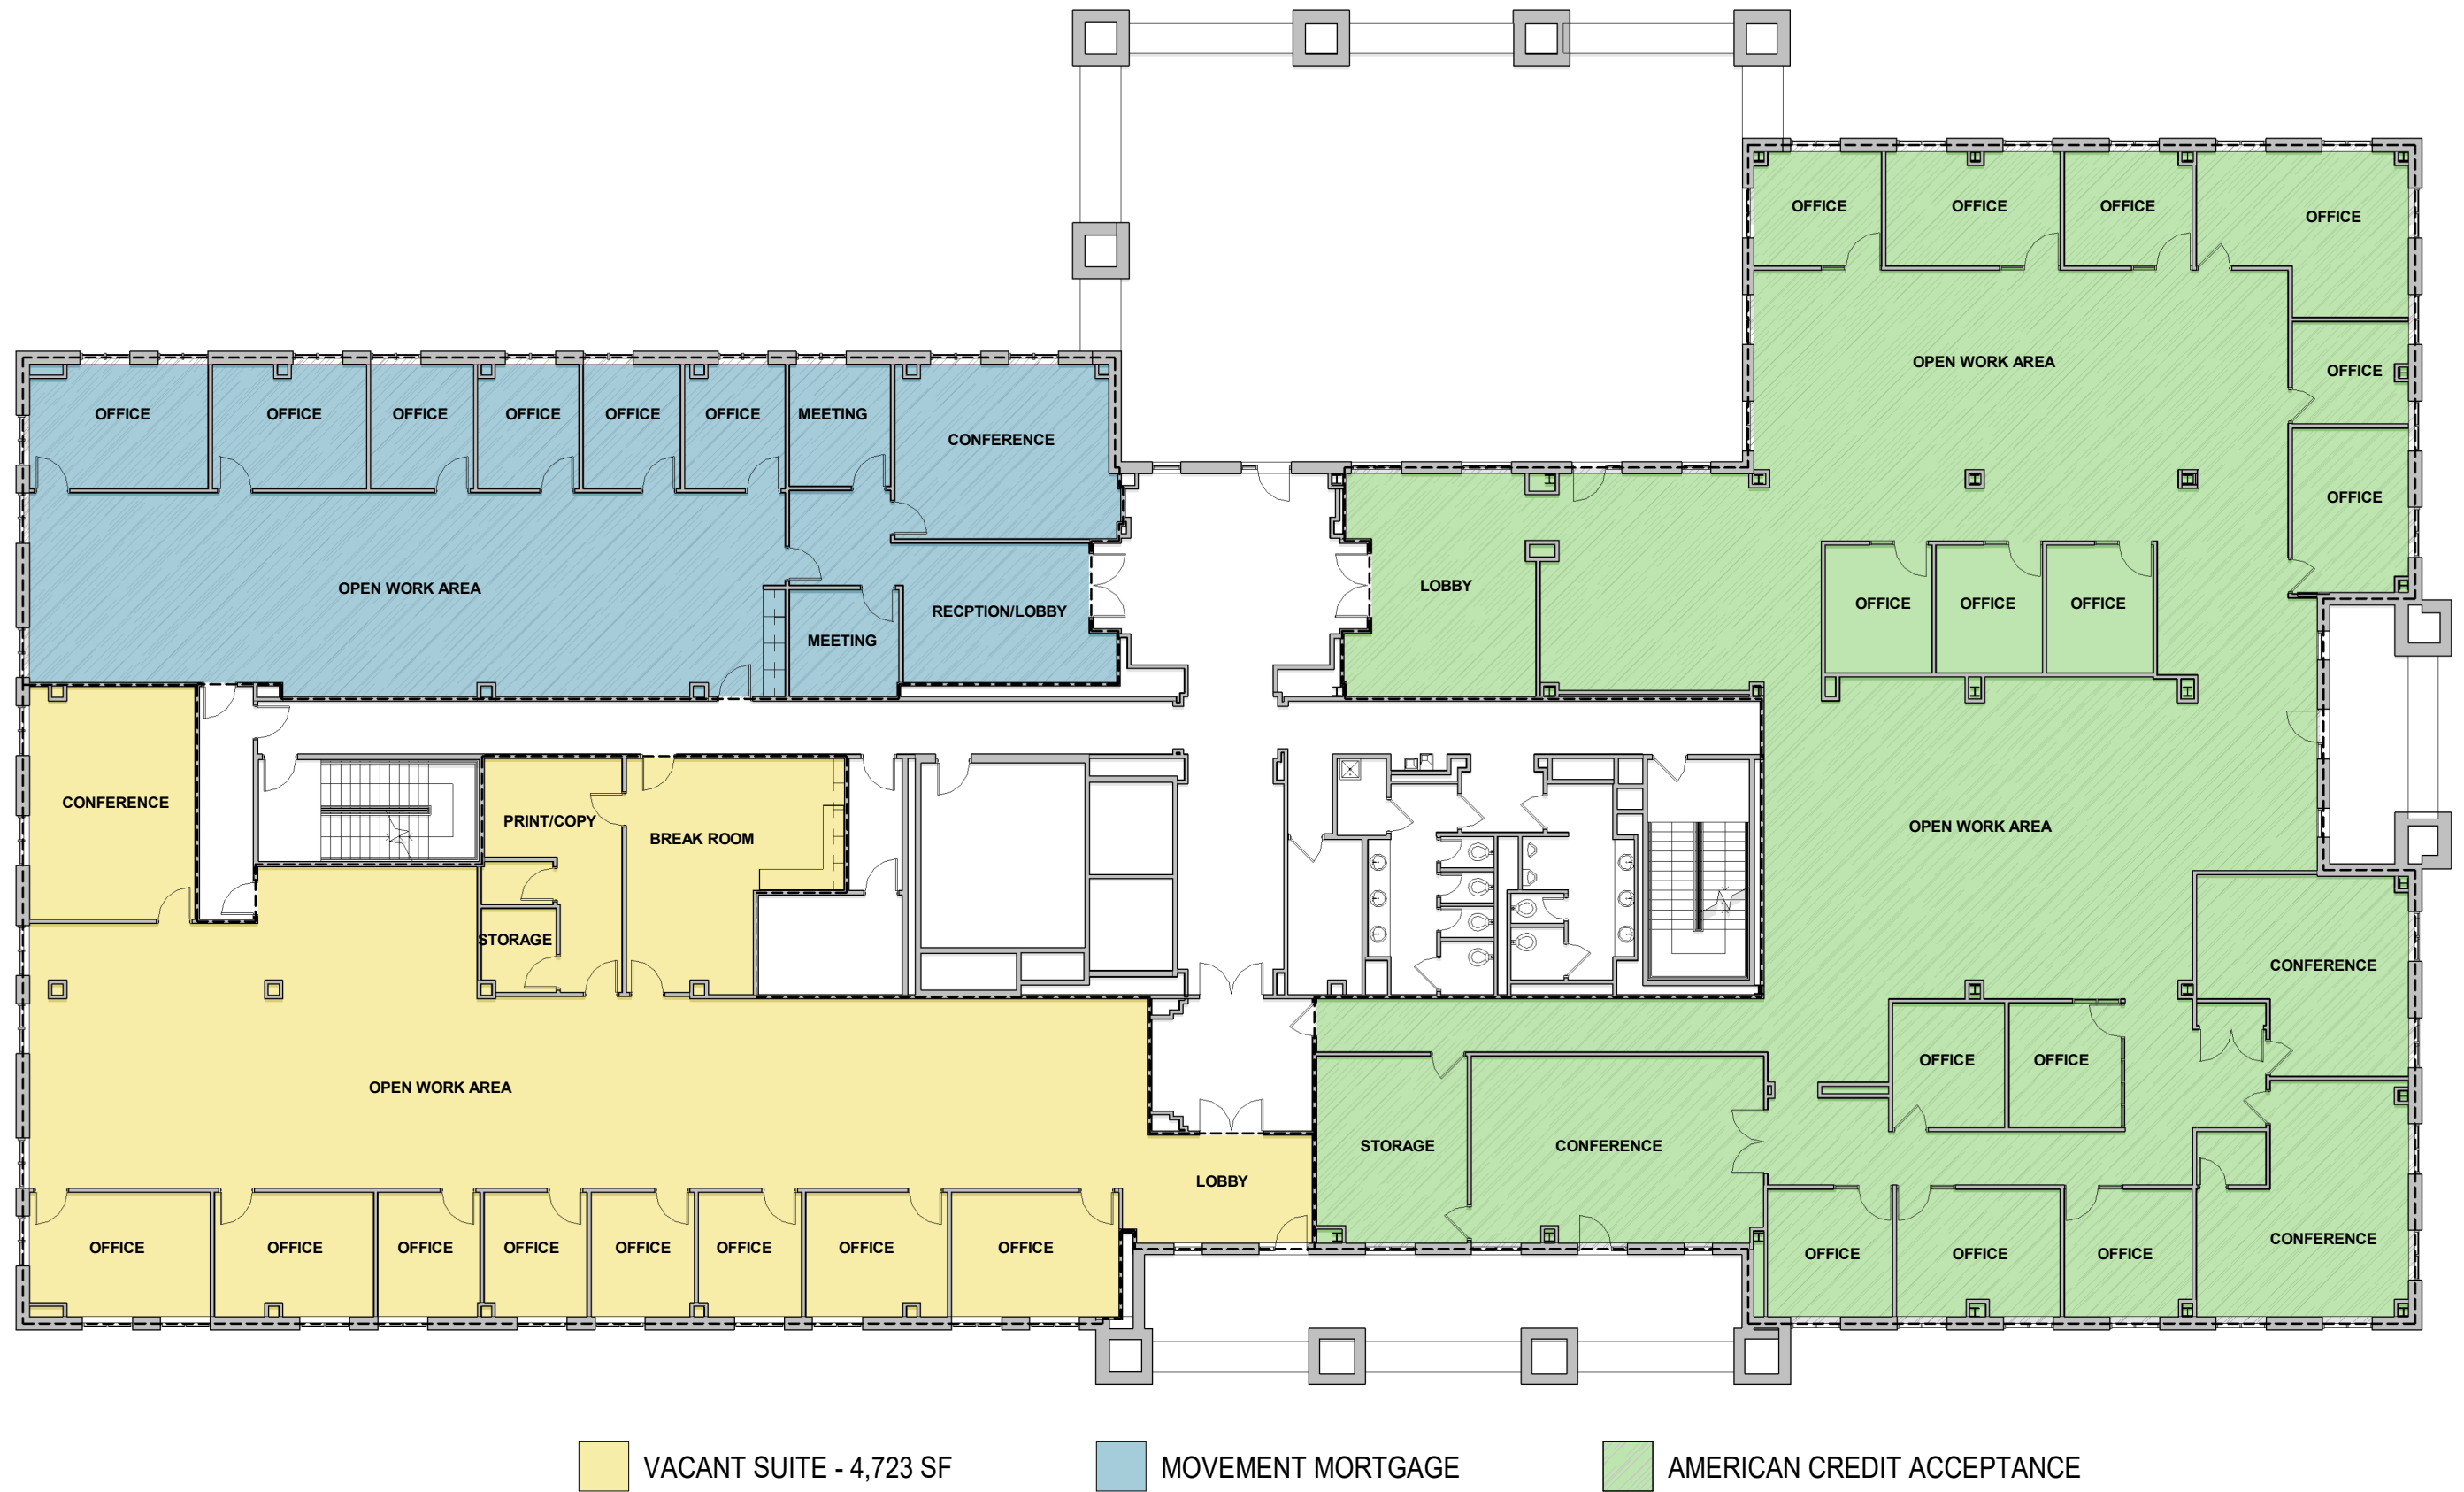 OFFICE OFFICE OFFICE OFFICE
OPEN WORK AREA
OFFICE
OFFICE OFFICE OFFICE OFFICE OFFICE OFFICE MEETING
CONFERENCE
OFFICE
OPEN WORK AREA
LOBBY
RECPTION/LOBBY
MEETING
OFFICE OFFICE OFFICE
CONFERENCE
PRINT/COPY
BREAK ROOM
OPEN WORK AREA
STORAGE
CONFERENCE
OFFICE OFFICE
OPEN WORK AREA
STORAGE CONFERENCE
LOBBY
OFFICE OFFICE OFFICE OFFICE OFFICE OFFICE OFFICE OFFICE
OFFICE OFFICE OFFICE
CONFERENCE
VACANT SUITE - 4,723 SF
MOVEMENT MORTGAGE
AMERICAN CREDIT ACCEPTANCE